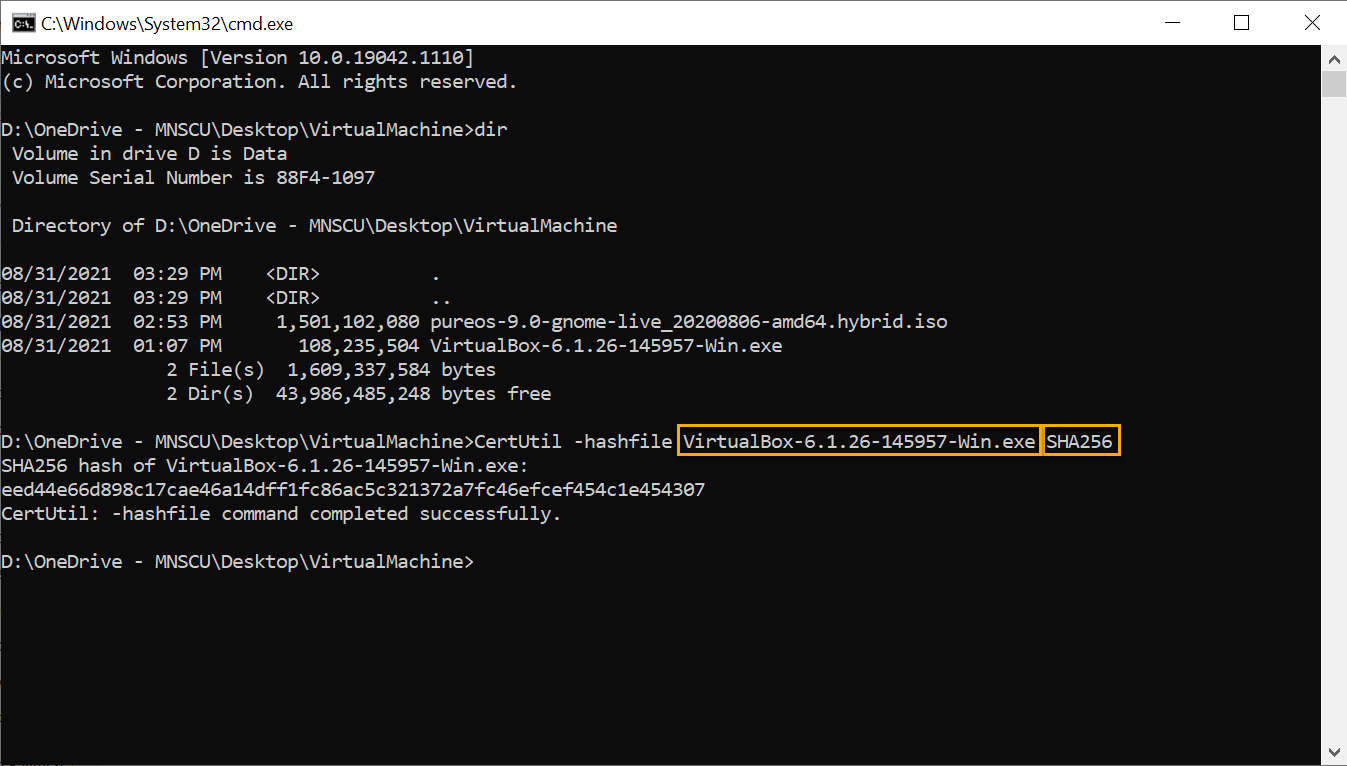 C:\Windows\System32\cmd.exe
Microsoft Windows [Version 10.0.19042.1110]
(c) Microsoft Corporation. All rights reserved.
D:\OneDrive - MNSCU\Desktop\VirtualMachine>dir
Volume in drive D is Data
Volume Serial Number is 88F4-1097
Directory of D:\OneDrive - MNSCU\Desktop\VirtualMachine
08/31/2021  03:29 PM    <DIR>          .
08/31/2021  03:29 PM    <DIR>          ..
08/31/2021  02:53 PM     1,501,102,080 pureos-9.0-gnome-live_20200806-amd64.hybrid.iso
08/31/2021  01:07 PM       108,235,504 VirtualBox-6.1.26-145957-Win.exe
2 File(s)  1,609,337,584 bytes
2 Dir(s)  43,986,485,248 bytes free
D:\OneDrive - MNSCU\Desktop\VirtualMachine>CertUtil -hashfile VirtualBox-6.1.26-145957-Win.exe SHA256
SHA256 hash of VirtualBox-6.1.26-145957-Win.exe:
eed44e66d898c17cae46a14dff1fc86ac5c321372a7fc46efcef454c1e454307
CertUtil: -hashfile command completed successfully.
D:\OneDrive - MNSCU\Desktop\VirtualMachine>